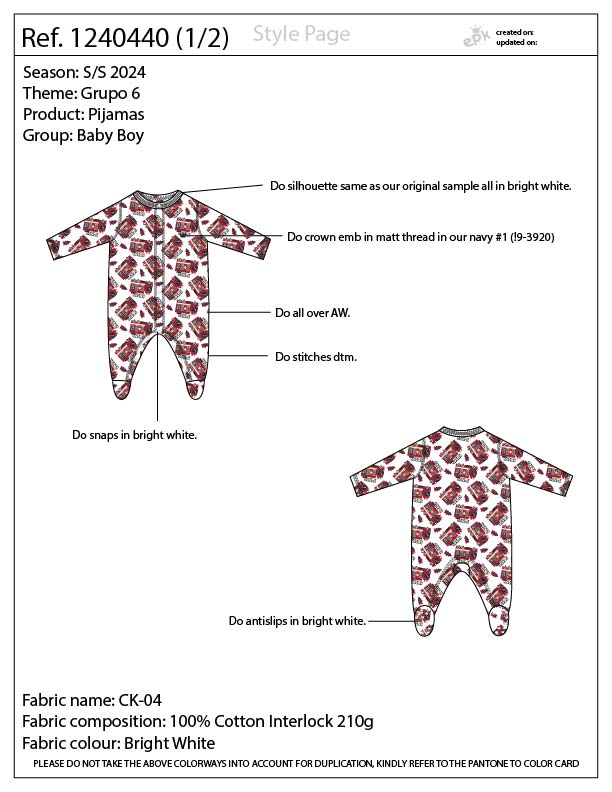 Ref. 1240440 (1/2)
Style Page
epk
created on:
updated on:
Season: S/S 2024
Theme: Grupo 6
Product: Pijamas
Group: Baby Boy
Do silhouette same as our original sample all in bright white.
Do crown emb in matt thread in our navy #1 (!9-3920)
Do all over AW.
Do stitches dtm.
Do snaps in bright white.
Do antislips in bright white.
Fabric name: CK-04
Fabric composition: 100% Cotton Interlock 210g
Fabric colour: Bright White
PLEASE DO NOT TAKE THE ABOVE COLORWAYS INTO ACCOUNT FOR DUPLICATION, KINDLY REFER TO THE PANTONE TO COLOR CARD